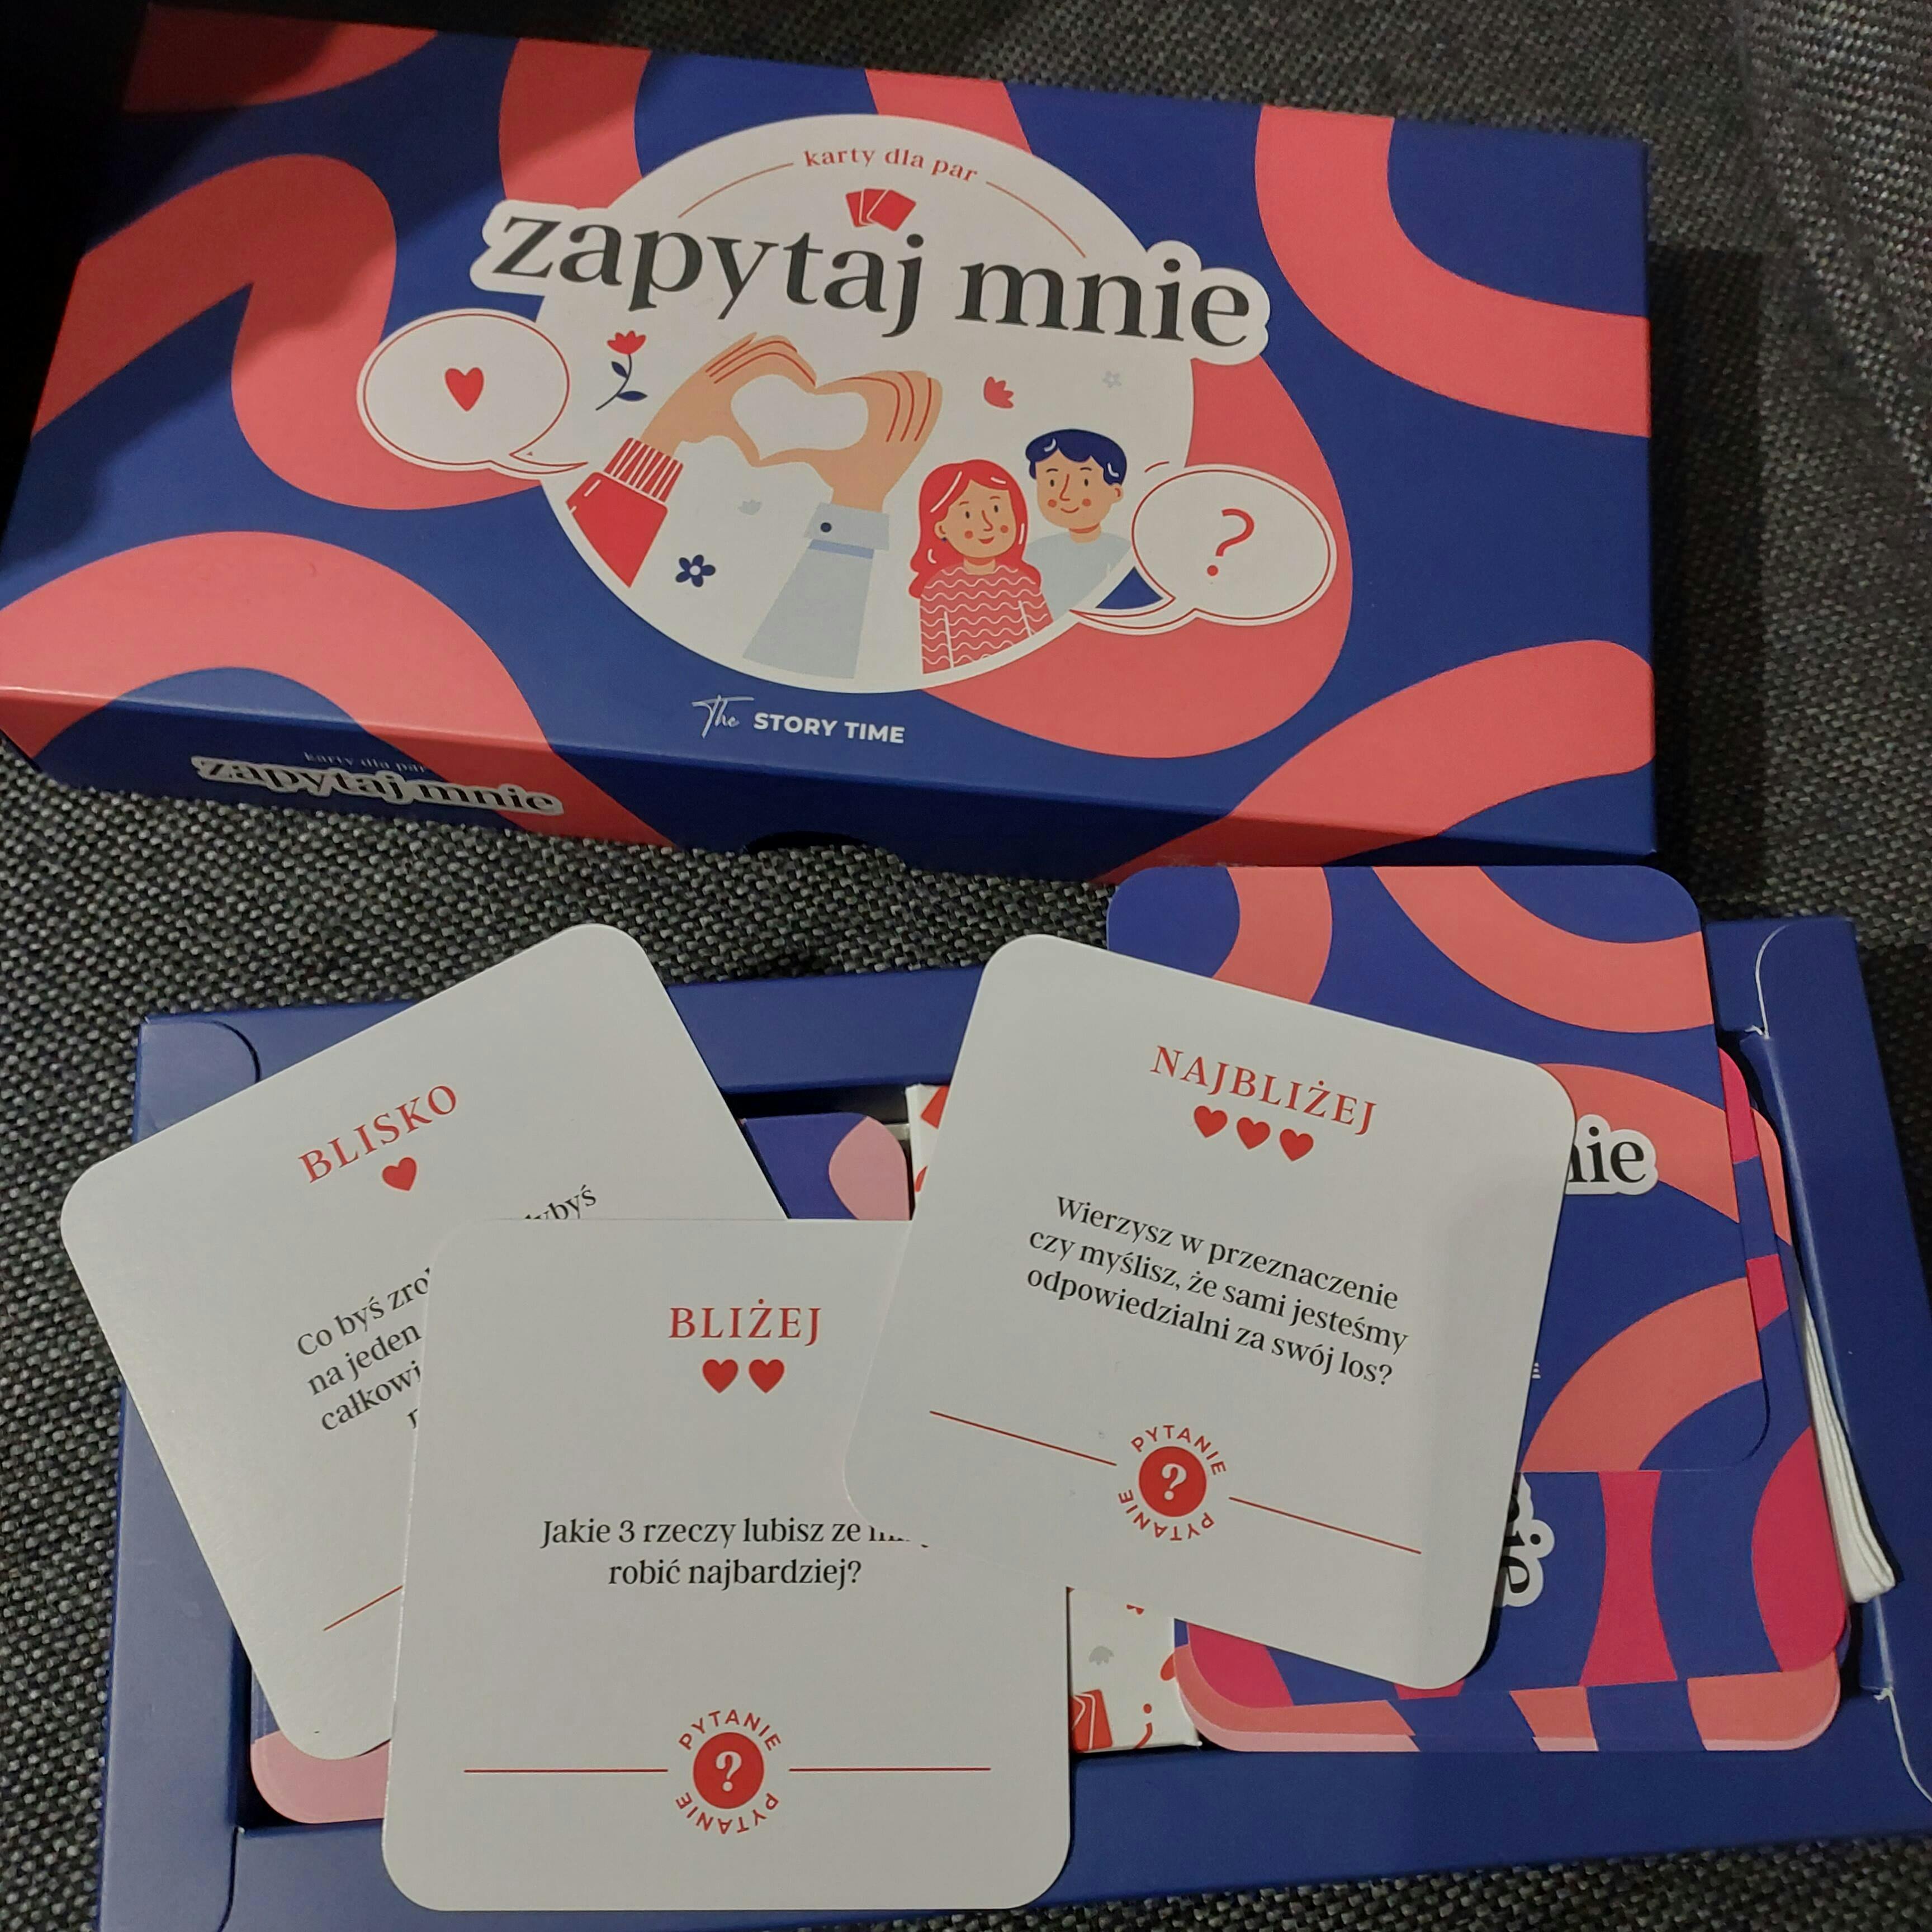 karty dla par
zapytaj mnie
?
The STORY TIME
karty dla par
zapytaj mnie
BLISKO
Co byś
na jeden
NAJBLIŻEJ
Wierzysz w przeznaczenie
czy myślisz, że sami jesteśmy
odpowiedzialni za swój los?
PYTANIE
?
PYTANIE
BLIŻEJ
Jakie 3 rzeczy lubisz ze
robić najbardziej?
PYTANIE
?
PYTANIE